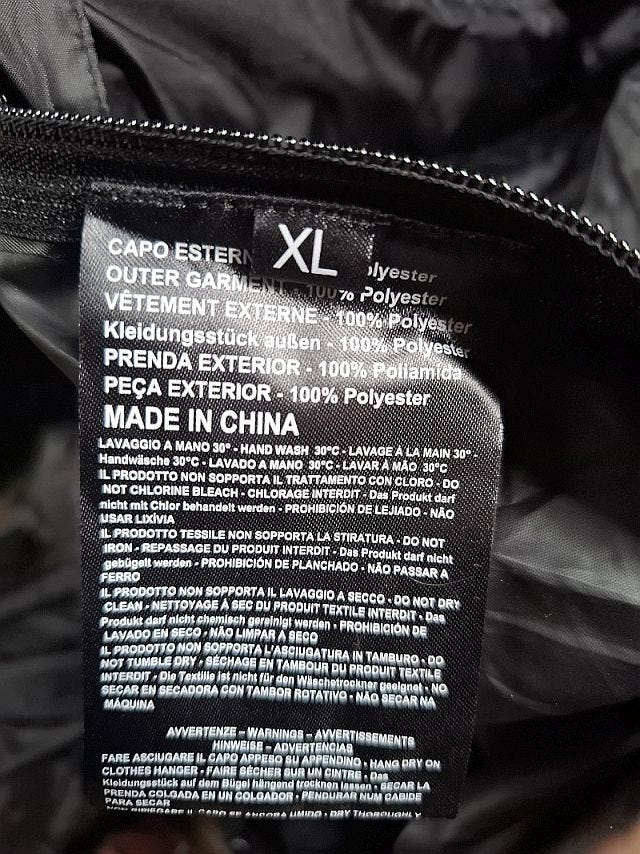 XL
CAPO ESTERN olyester
OUTER GARMENT - 100% Polyester
VÊTEMENT EXTERNE - 100% Polyester
Kleidungsstück außen - 100% Polyester
PRENDA EXTERIOR - 100% Poliamida
PEÇA EXTERIOR - 100% Polyester
MADE IN CHINA
LAVAGGIO A MANO 30° - HAND WASH 30°C - LAVAGE À LA MAIN 30° -
Handwäsche 30°C - LAVADO A MANO 30°C - LAVAR À MÃO 30°C
IL PRODOTTO NON SOPPORTA IL TRATTAMENTO CON CLORO - DO
NOT CHLORINE BLEACH - CHLORAGE INTERDIT - Das Produkt darf
nicht mit Chlor behandelt werden - PROHIBICIÓN DE LEJIADO - NÃO
USAR LIXÍVIA
IL PRODOTTO TESSILE NON SOPPORTA LA STIRATURA - DO NOT
IRON - REPASSAGE DU PRODUIT INTERDIT - Das Produkt darf nicht
gebügelt werden - PROHIBICIÓN DE PLANCHADO - NÃO PASSAR A
FERRO
IL PRODOTTO NON SOPPORTA IL LAVAGGIO A SECCO - DO NOT DRY
CLEAN - NETTOYAGE À SEC DU PRODUIT TEXTILE INTERDIT - Das
Produkt darf nicht chemisch gereinigt werden - PROHIBICIÓN DE
LAVADO EN SECO - NÃO LIMPAR A SECO
IL PRODOTTO NON SOPPORTA L'ASCIUGATURA IN TAMBURO - DO
NOT TUMBLE DRY - SÉCHAGE EN TAMBOUR DU PRODUIT TEXTILE
INTERDIT - Die Textilie ist nicht für den Wäschetrockner geeignet - NO
SECAR EN SECADORA CON TAMBOR ROTATIVO - NÃO SECAR NA
MÁQUINA
AVVERTENZE - WARNINGS - AVVERTISSEMENTS
HINWEISE - ADVERTENCIAS
FARE ASCIUGARE IL CAPO APPESO SU APPENDINO - HANG DRY ON
CLOTHES HANGER - FAIRE SÉCHER SUR UN CINTRE - Das
Kleidungsstück auf dem Bügel hängend trocknen lassen - SECAR LA
PRENDA COLGADA EN UN COLGADOR - PENDURAR NUM CABIDE
PARA SECAR
NON RIPIEGARE IL CAPO SE ANCORA UMIDO - DRY THOROUGHLY